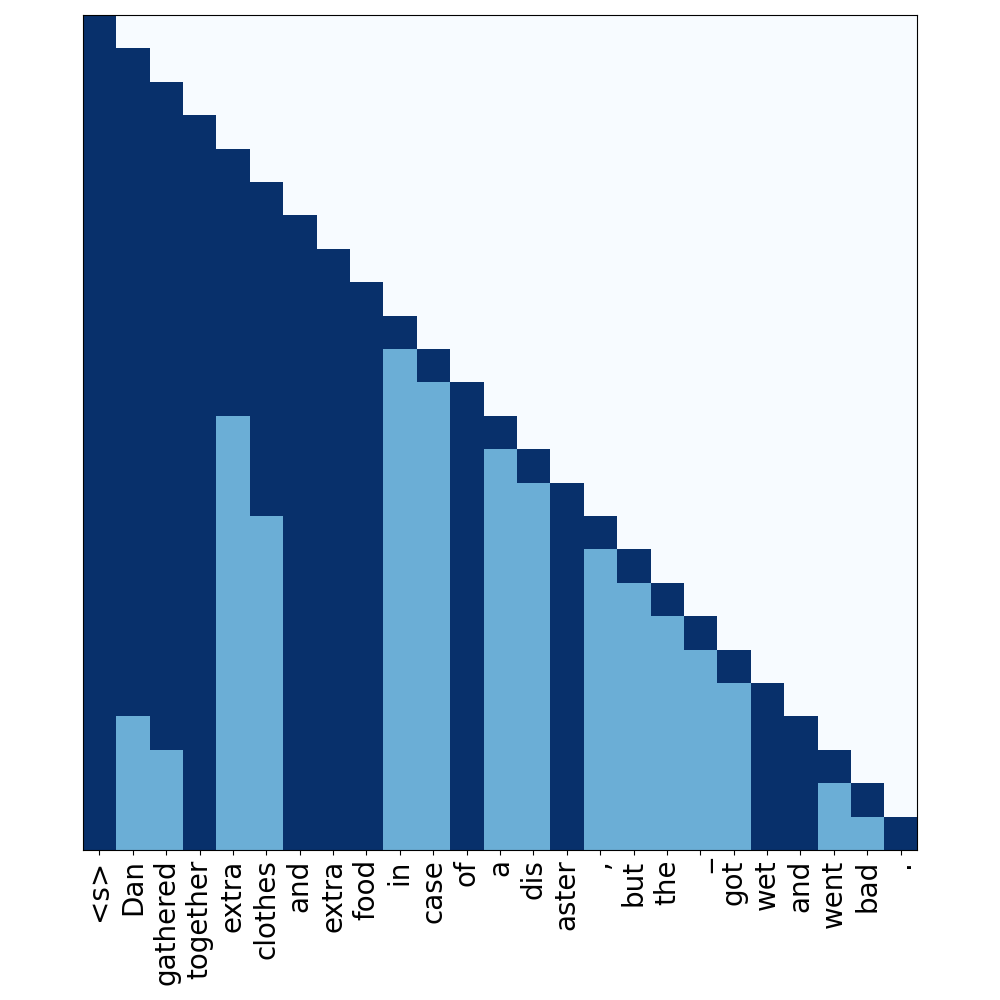 <s>
Dan
gathered
together
extra
clothes
and
extra
food
in
case
of
a
dis
aster
,
but
the
_
got
wet
and
went
bad
.